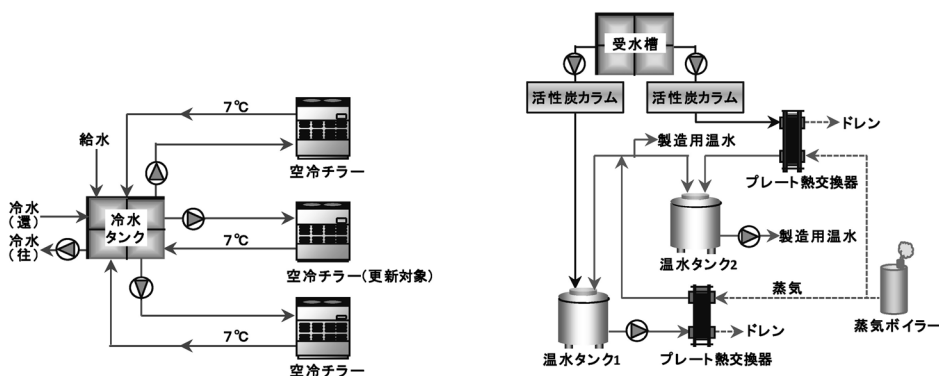 7℃
空冷チラー
給水
冷水
(還)
冷水
(往)
冷水
タンク
7℃
空冷チラー(更新対象)
7℃
空冷チラー
受水槽
活性炭カラム
活性炭カラム
ドレン
製造用温水
プレート熱交換器
製造用温水
温水タンク2
蒸気
蒸気ボイラー
ドレン
温水タンク1
プレート熱交換器